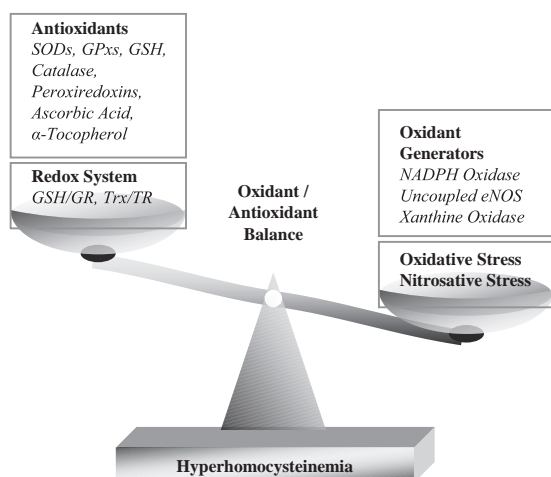 Antioxidants
SODs, GPxs, GSH,
Catalase,
Peroxiredoxins,
Ascorbic Acid,
α-Tocopherol
Redox System
GSH/GR, Trx/TR
Oxidant /
Antioxidant
Balance
Oxidant
Generators
NADPH Oxidase
Uncoupled eNOS
Xanthine Oxidase
Oxidative Stress
Nitrosative Stress
Hyperhomocysteinemia